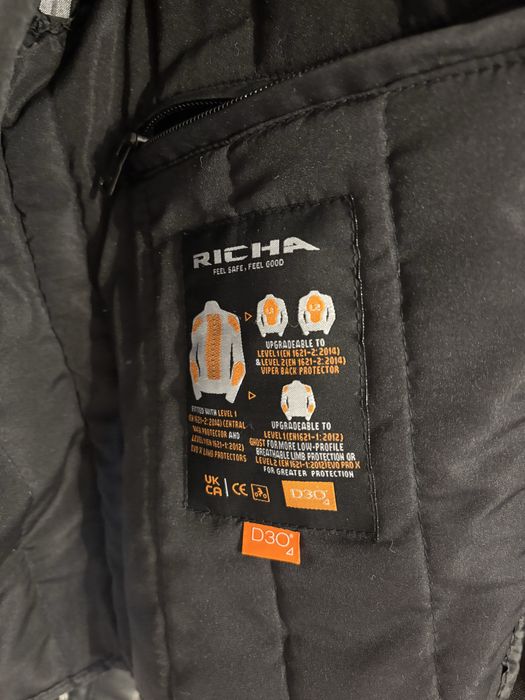 RICHA
FEEL SAFE, FEEL GOOD
L1
L2
UPGRADEABLE TO
LEVEL 1 (EN 1621-2: 2014)
& LEVEL 2 (EN 1621-2: 2014)
VIPER BACK PROTECTOR
FITTED WITH LEVEL 1
(EN 1621-2: 2014) CENTRAL
BACK PROTECTOR AND
LEVEL 1 (EN 1621-1: 2012)
EVO X LIMB PROTECTORS
UPGRADEABLE TO
LEVEL 1 (EN1621-1: 2012)
GHOST FOR MORE LOW-PROFILE
BREATHABLE LIMB PROTECTION OR
LEVEL 2 (EN 1621-1:2012) EVO PRO X
FOR GREATER PROTECTION
UK
CA
CE
D3O®
D3O®